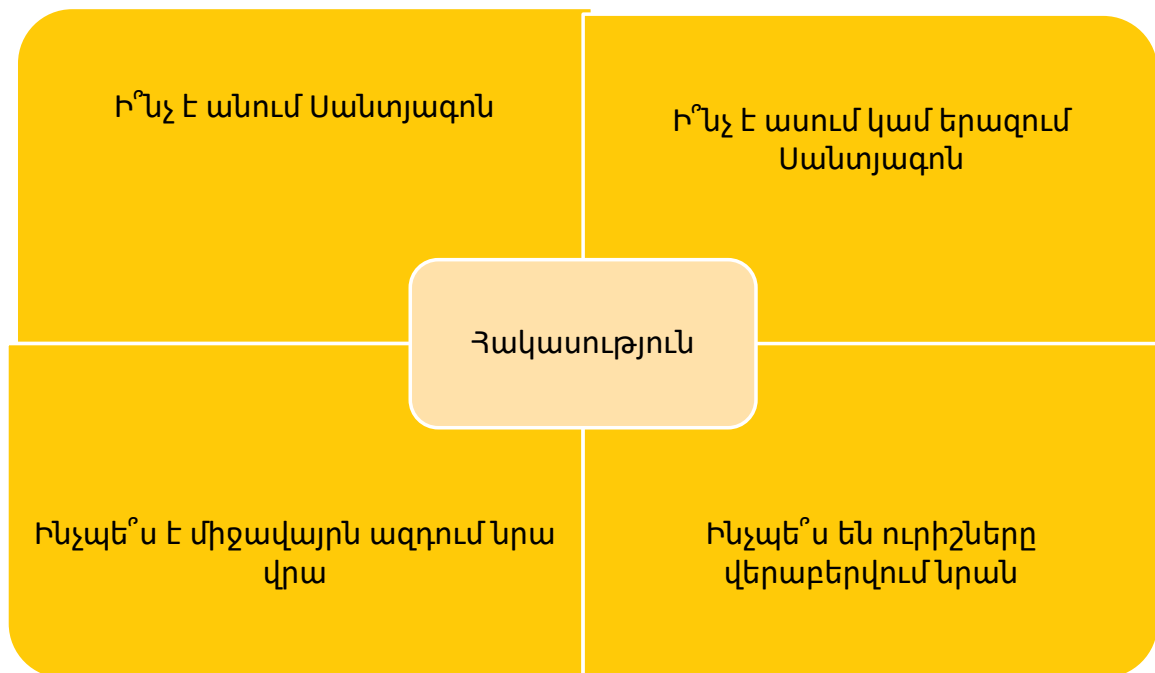 Ի՞նչ է անում Սանտյագոն
Ի՞նչ է ասում կամ երազում
Սանտյագոն
Հակասություն
Ինչպե՞ս է միջավայրն ազդում նրա
վրա
Ինչպե՞ս են ուրիշները
վերաբերվում նրան